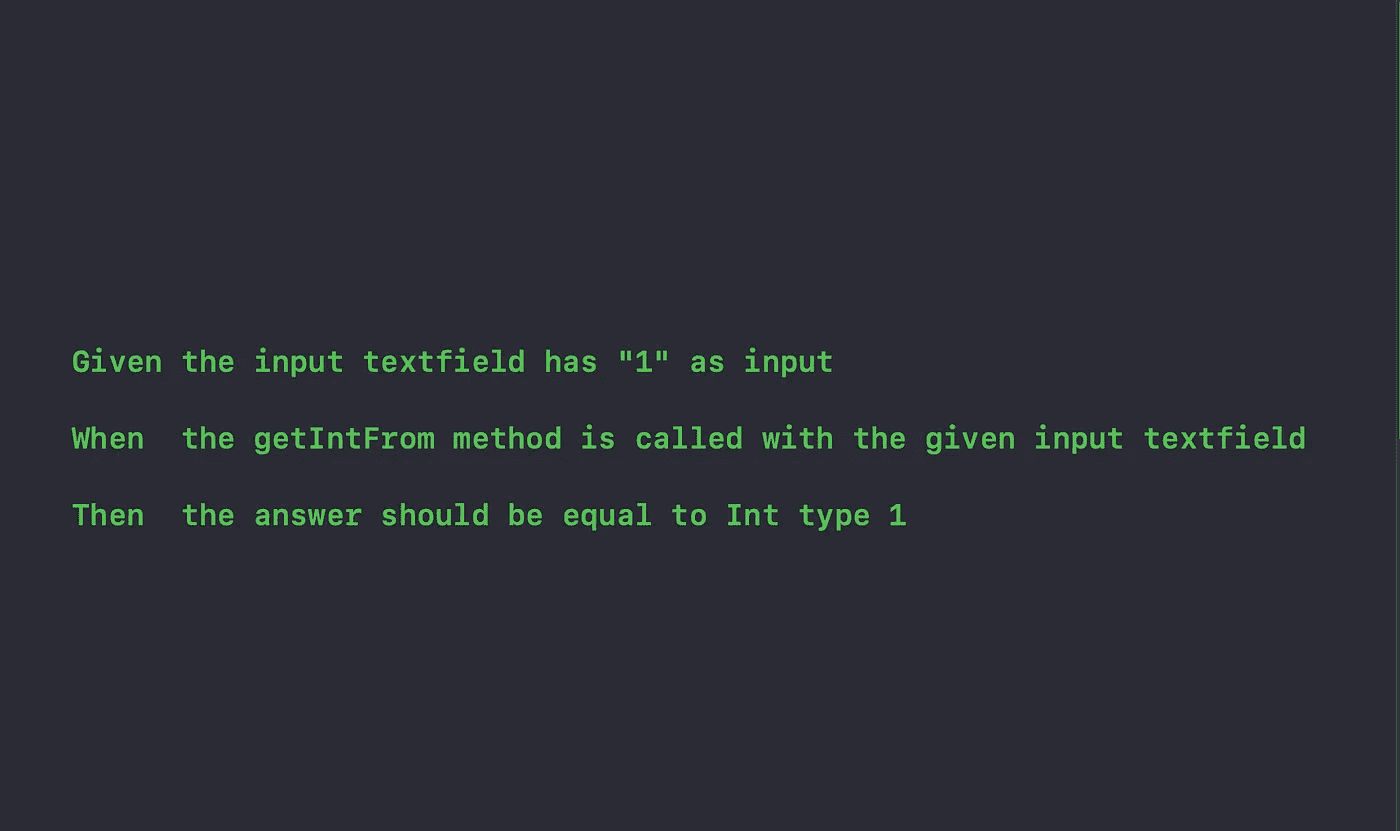 Given the input textfield has "1" as input
When  the getIntFrom method is called with the given input textfield
Then  the answer should be equal to Int type 1